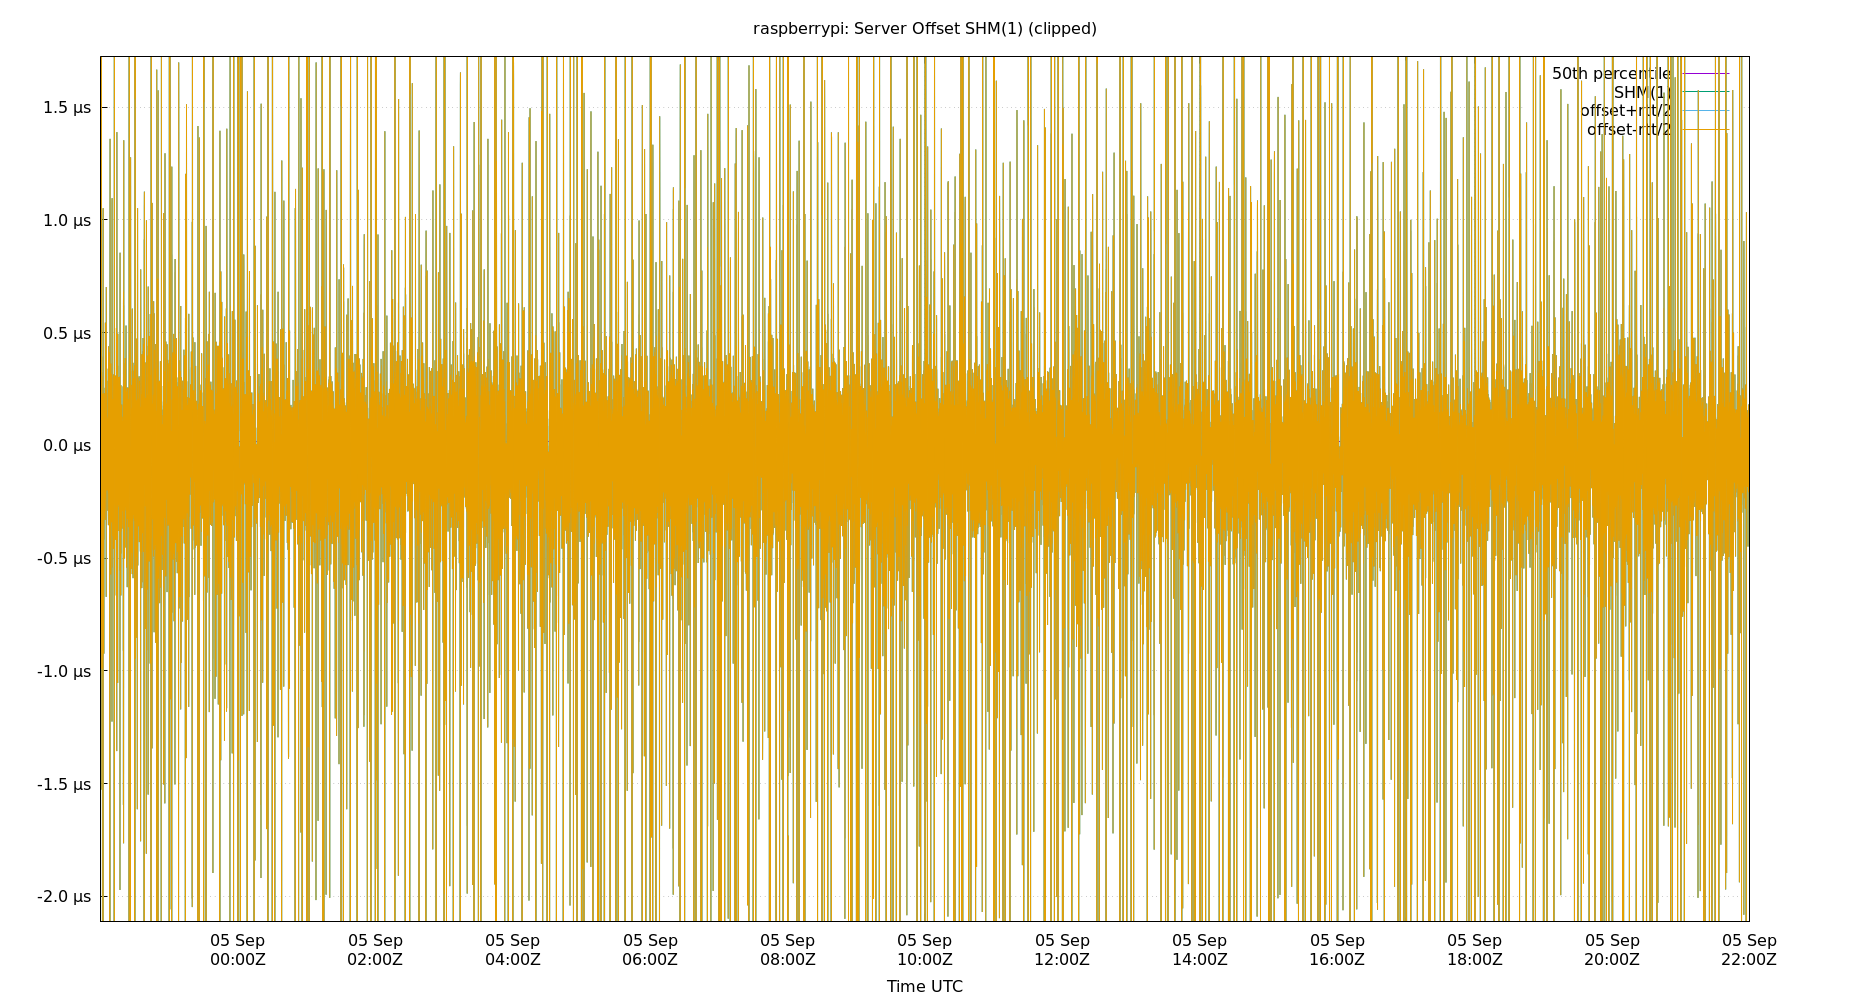 raspberrypi: Server Offset SHM(1) (clipped)
50th percentile
SHM(1)
offset+rtt/2
offset-rtt/2
1.5 µs
1.0 µs
0.5 µs
0.0 µs
-0.5 µs
-1.0 µs
-1.5 µs
-2.0 µs
05 Sep 05 Sep 05 Sep 05 Sep 05 Sep 05 Sep 05 Sep 05 Sep 05 Sep 05 Sep 05 Sep 05 Sep
00:00Z 02:00Z 04:00Z 06:00Z 08:00Z 10:00Z 12:00Z 14:00Z 16:00Z 18:00Z 20:00Z 22:00Z
Time UTC